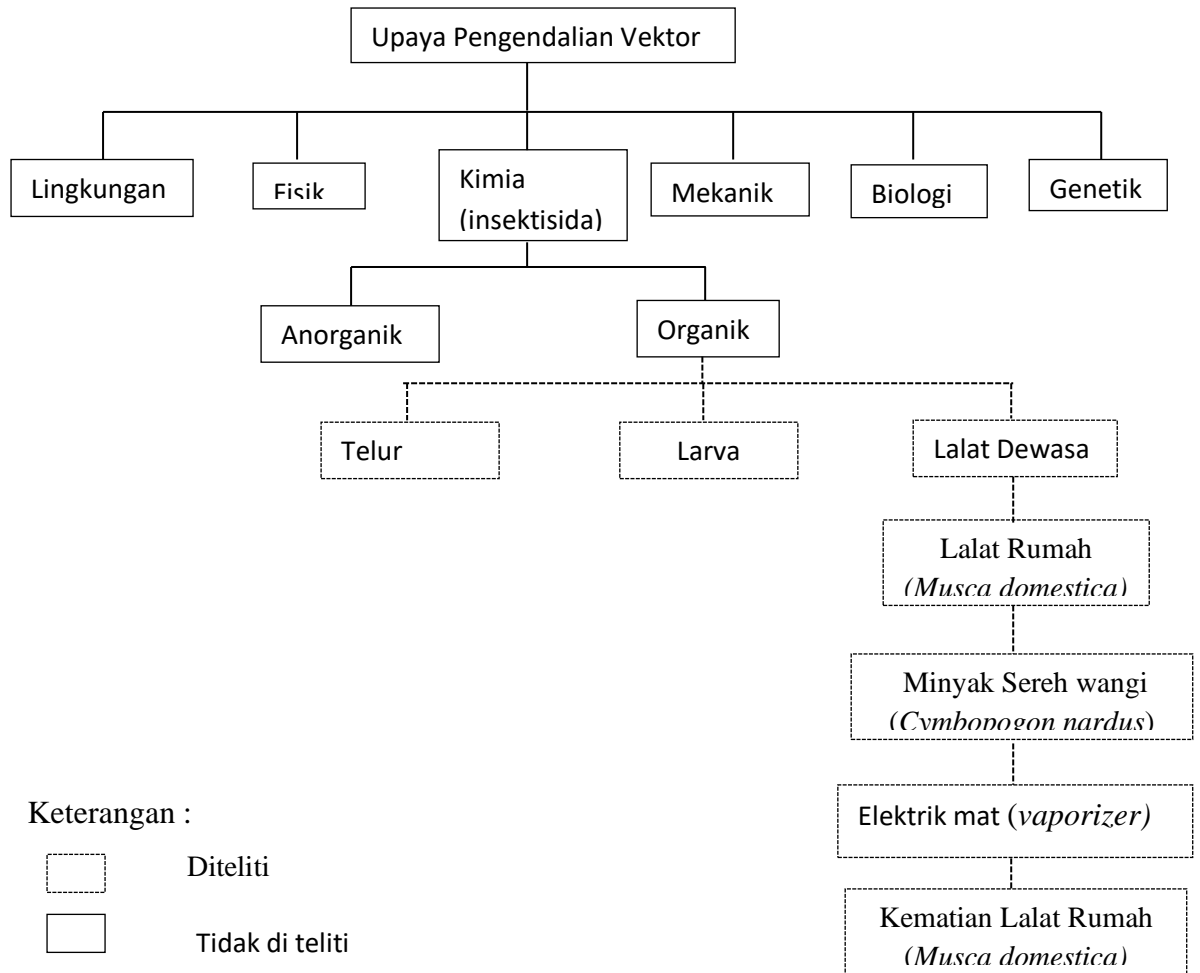 Upaya Pengendalian Vektor
Lingkungan
Fisik
Kimia
(insektisida)
Mekanik
Biologi
Genetik
Anorganik
Organik
Telur
Larva
Lalat Dewasa
Lalat Rumah
(Musca domestica)
Minyak Sereh wangi
(Cymbopogon nardus)
Elektrik mat (vaporizer)
Kematian Lalat Rumah
(Musca domestica)
Keterangan :
Diteliti
Tidak di teliti